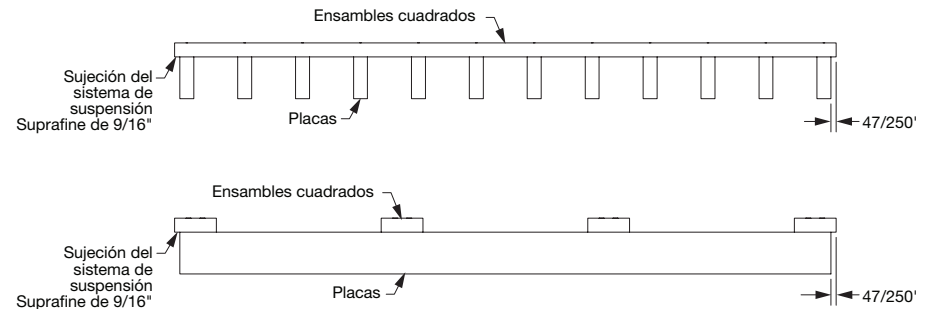 Ensambles cuadrados
Sujeción del
sistema de
suspensión
Suprafine de 9/16"
Placas
47/250'
Ensambles cuadrados
Sujeción del
sistema de
suspensión
Suprafine de 9/16"
Placas
47/250'